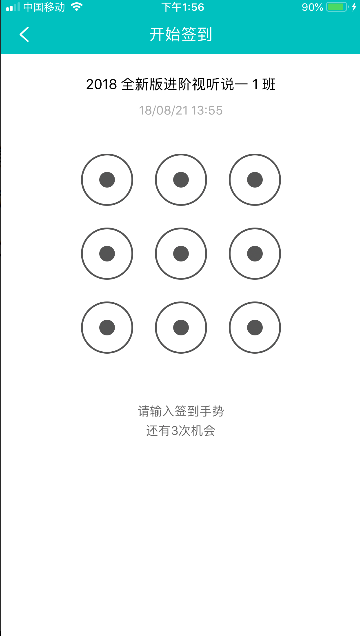 中国移动 下午1:56 90%
开始签到
2018 全新版进阶视听说一 1 班
18/08/21 13:55
请输入签到手势
还有3次机会